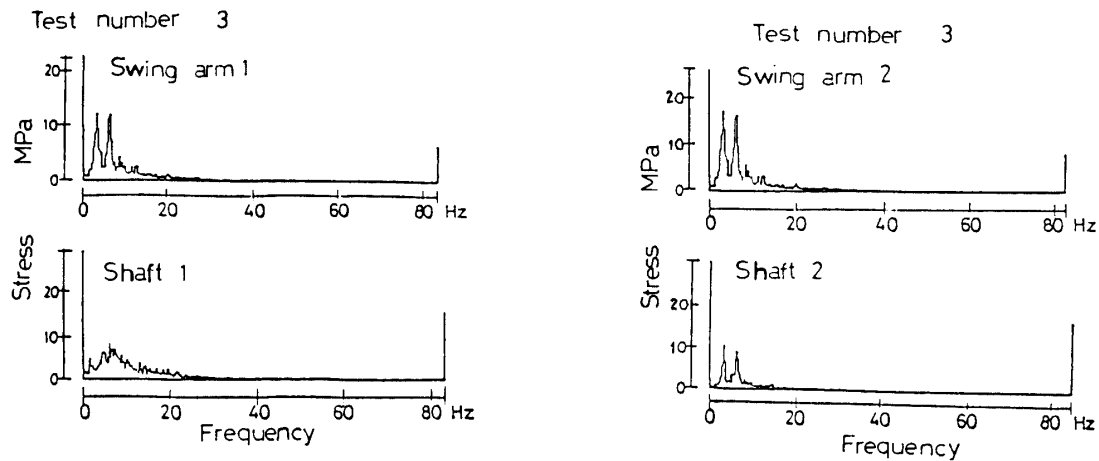 Test number 3
Swing arm 1
20
10
0
MPa
0 20 40 60 80 Hz
Shaft 1
20
10
0
Stress
0 20 40 60 80 Hz
Frequency
Test number 3
Swing arm 2
20
10
0
MPa
0 20 40 60 80 Hz
Shaft 2
20
10
0
Stress
0 20 40 60 80 Hz
Frequency